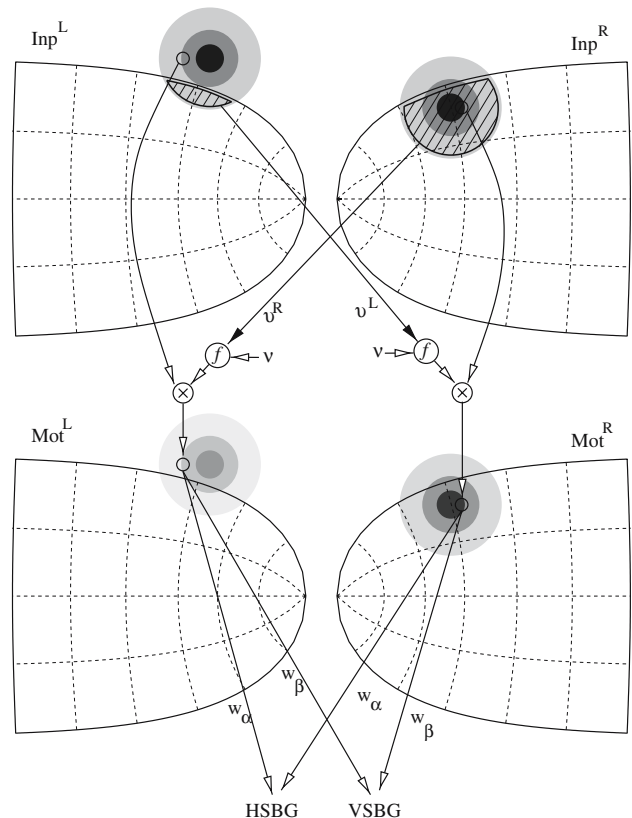 Inp^L
Inp^R
υ^R
υ^L
f
ν
ν
f
×
×
Mot^L
Mot^R
w_α
w_β
w_α
w_β
HSBG
VSBG